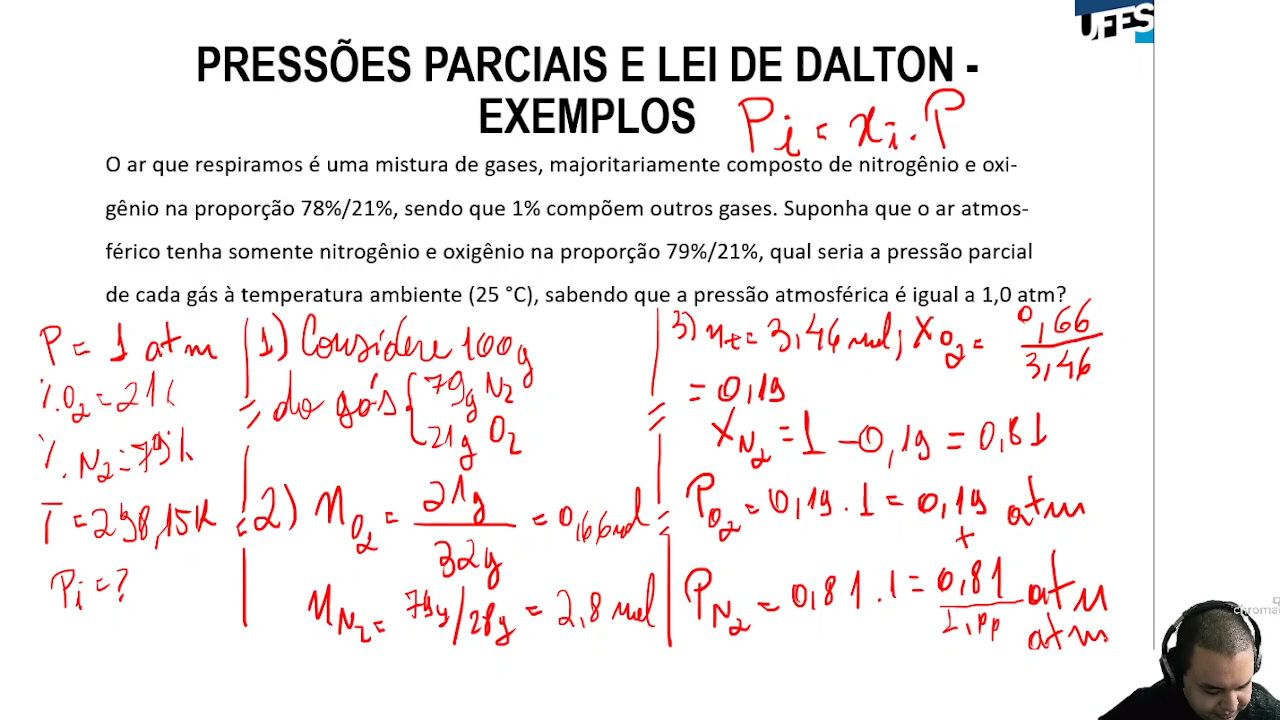 UFES
PRESSÕES PARCIAIS E LEI DE DALTON -
EXEMPLOS
Pi = xi . P
O ar que respiramos é uma mistura de gases, majoritariamente composto de nitrogênio e oxi-
gênio na proporção 78%/21%, sendo que 1% compõem outros gases. Suponha que o ar atmos-
férico tenha somente nitrogênio e oxigênio na proporção 79%/21%, qual seria a pressão parcial
de cada gás à temperatura ambiente (25 °C), sabendo que a pressão atmosférica é igual a 1,0 atm?
P = 1 atm
%O2 = 21%
%N2 = 79%
T = 298,15K
Pi = ?
1) Considere 100g
do gás { 79g N2
21g O2
2) nO2 = 21g / 32g = 0,66 mol
nN2 = 79g/28g = 2,8 mol
3) nt = 3,46 mol; XO2 = 0,66 / 3,46
= 0,19
XN2 = 1 - 0,19 = 0,81
PO2 = 0,19 . 1 = 0,19 atm
+
PN2 = 0,81 . 1 = 0,81 atm
atm